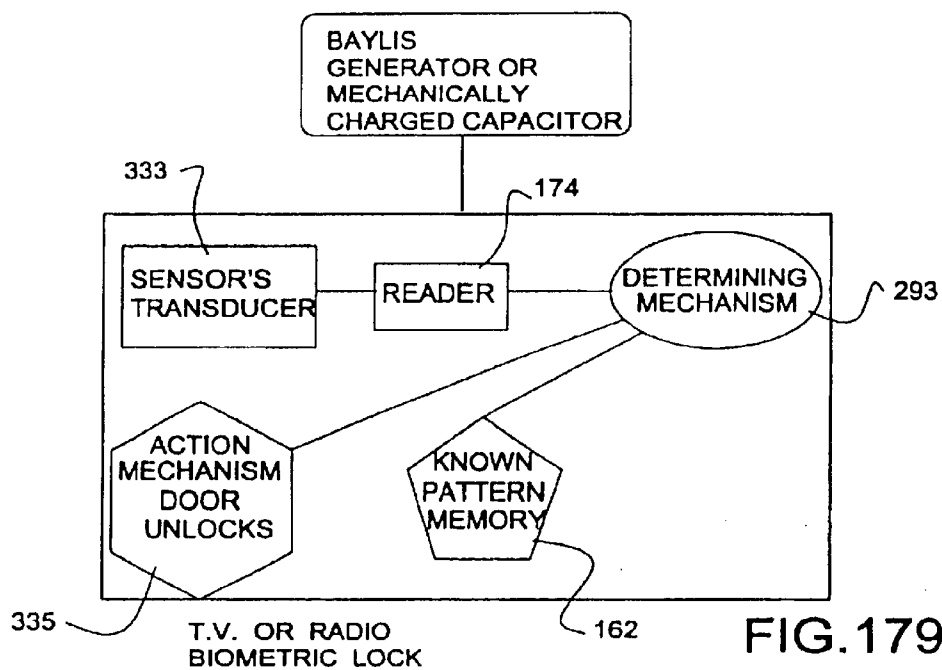 BAYLIS
GENERATOR OR
MECHANICALLY
CHARGED CAPACITOR
333
174
SENSOR'S
TRANSDUCER
READER
DETERMINING
MECHANISM
293
ACTION
MECHANISM
DOOR
UNLOCKS
KNOWN
PATTERN
MEMORY
335
162
T.V. OR RADIO
BIOMETRIC LOCK
FIG.179